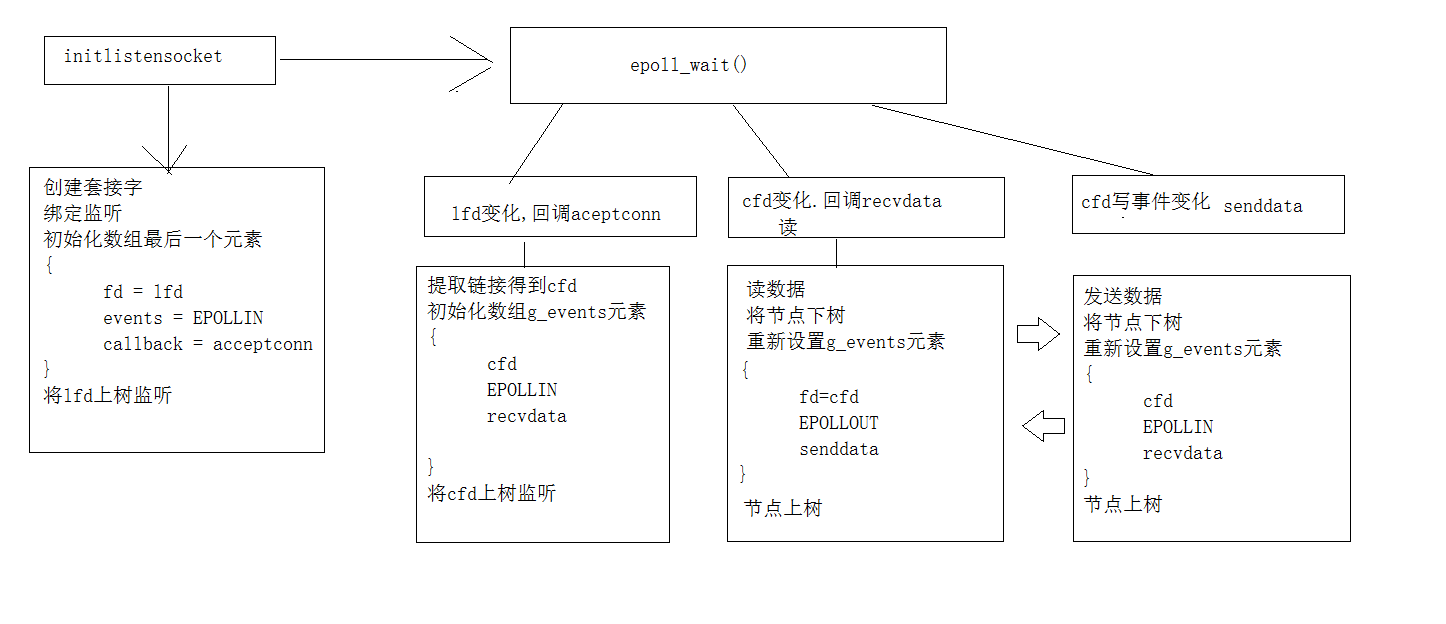 initlistensocket
epoll_wait()
创建套接字
绑定监听
初始化数组最后一个元素
{
fd = lfd
events = EPOLLIN
callback = acceptconn
}
将lfd上树监听
lfd变化,回调aceptconn
提取链接得到cfd
初始化数组g_events元素
{
cfd
EPOLLIN
recvdata
}
将cfd上树监听
cfd变化.回调recvdata
读
读数据
将节点下树
重新设置g_events元素
{
fd=cfd
EPOLLOUT
senddata
}
节点上树
cfd写事件变化 senddata
发送数据
将节点下树
重新设置g_events元素
{
cfd
EPOLLIN
recvdata
}
节点上树